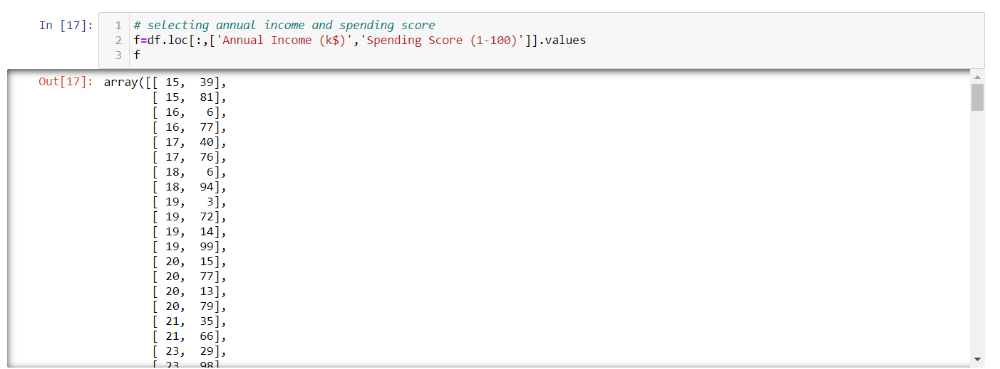 In [17]:
1 # selecting annual income and spending score
2 f=df.loc[:,['Annual Income (k$)','Spending Score (1-100)']].values
3 f
Out[17]: array([[ 15,  39],
[ 15,  81],
[ 16,   6],
[ 16,  77],
[ 17,  40],
[ 17,  76],
[ 18,   6],
[ 18,  94],
[ 19,   3],
[ 19,  72],
[ 19,  14],
[ 19,  99],
[ 20,  15],
[ 20,  77],
[ 20,  13],
[ 20,  79],
[ 21,  35],
[ 21,  66],
[ 23,  29],
[ 23,  98]